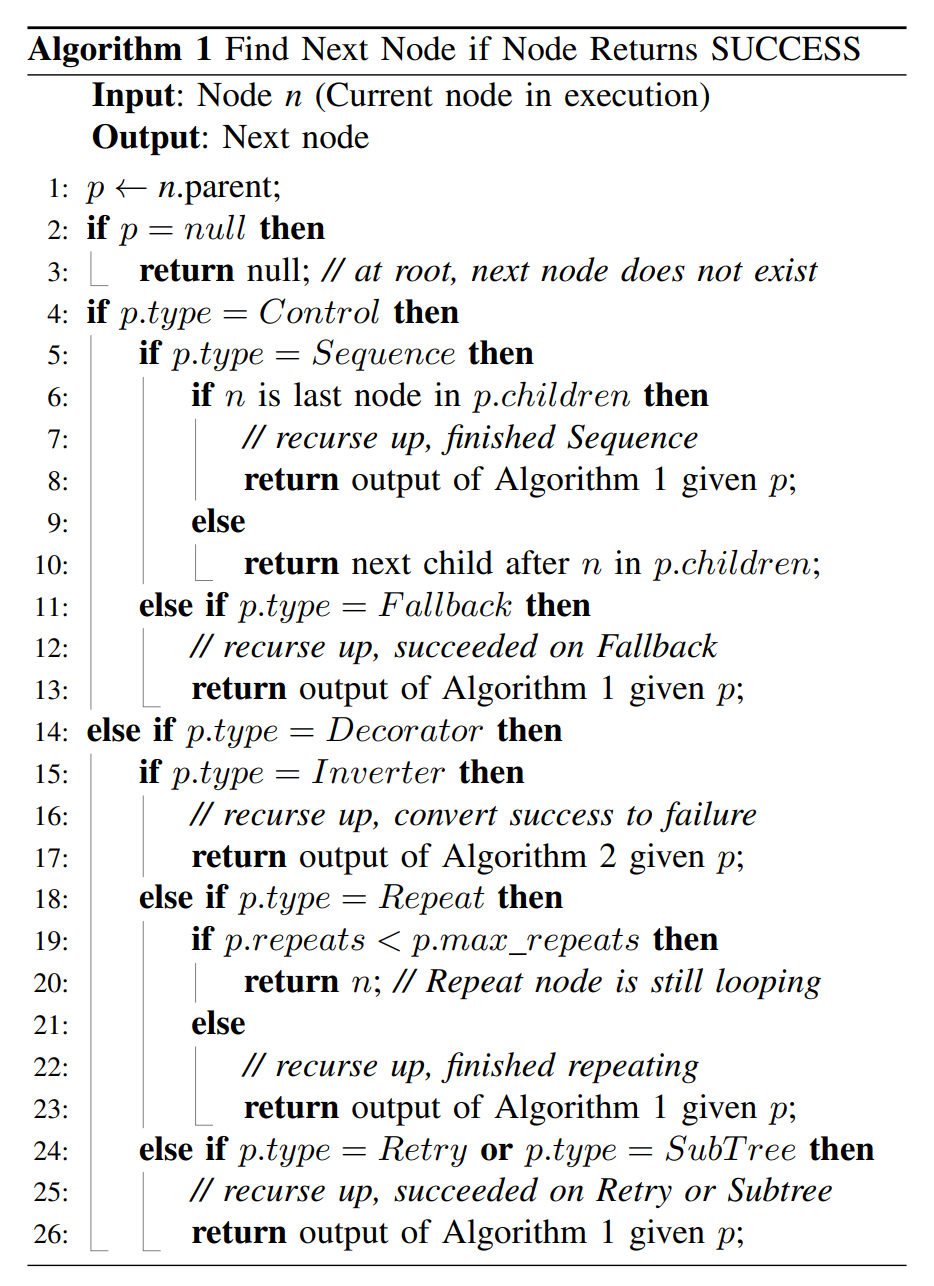 Algorithm 1 Find Next Node if Node Returns SUCCESS
Input: Node n (Current node in execution)
Output: Next node
1: p ← n.parent;
2: if p = null then
3: return null; // at root, next node does not exist
4: if p.type = Control then
5: if p.type = Sequence then
6: if n is last node in p.children then
7: // recurse up, finished Sequence
8: return output of Algorithm 1 given p;
9: else
10: return next child after n in p.children;
11: else if p.type = Fallback then
12: // recurse up, succeeded on Fallback
13: return output of Algorithm 1 given p;
14: else if p.type = Decorator then
15: if p.type = Inverter then
16: // recurse up, convert success to failure
17: return output of Algorithm 2 given p;
18: else if p.type = Repeat then
19: if p.repeats < p.max_repeats then
20: return n; // Repeat node is still looping
21: else
22: // recurse up, finished repeating
23: return output of Algorithm 1 given p;
24: else if p.type = Retry or p.type = SubTree then
25: // recurse up, succeeded on Retry or Subtree
26: return output of Algorithm 1 given p;